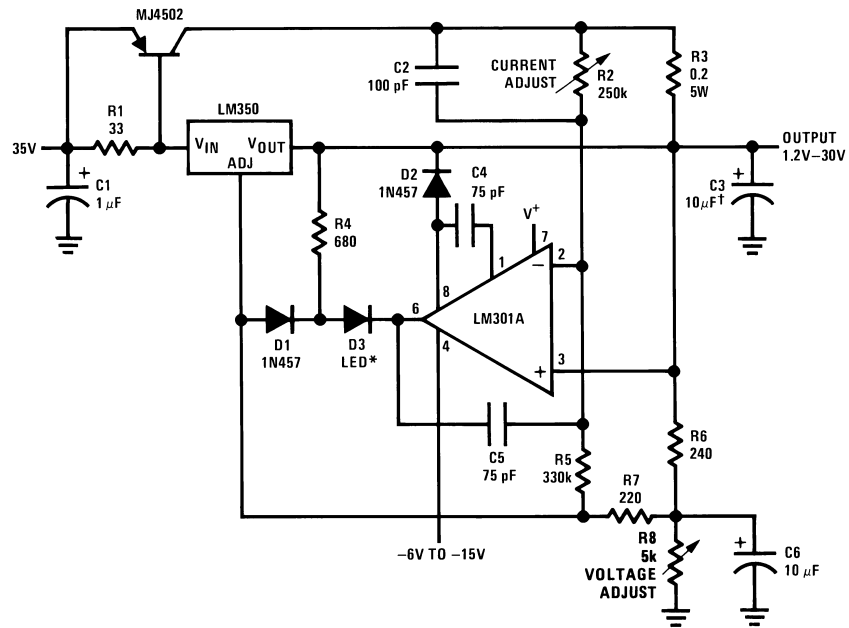 MJ4502
C2
100 pF
CURRENT
ADJUST
R2
250k
R3
0.2
5W
R1
33
LM350
35V
VIN
VOUT
ADJ
OUTPUT
1.2V–30V
+
C1
1 μF
D2
1N457
C4
75 pF
+
C3
10μF†
R4
680
V+
7
1
2
−
8
6
LM301A
D1
1N457
D3
LED*
4
3
+
C5
75 pF
R5
330k
R6
240
R7
220
–6V TO –15V
R8
5k
VOLTAGE
ADJUST
+
C6
10 μF